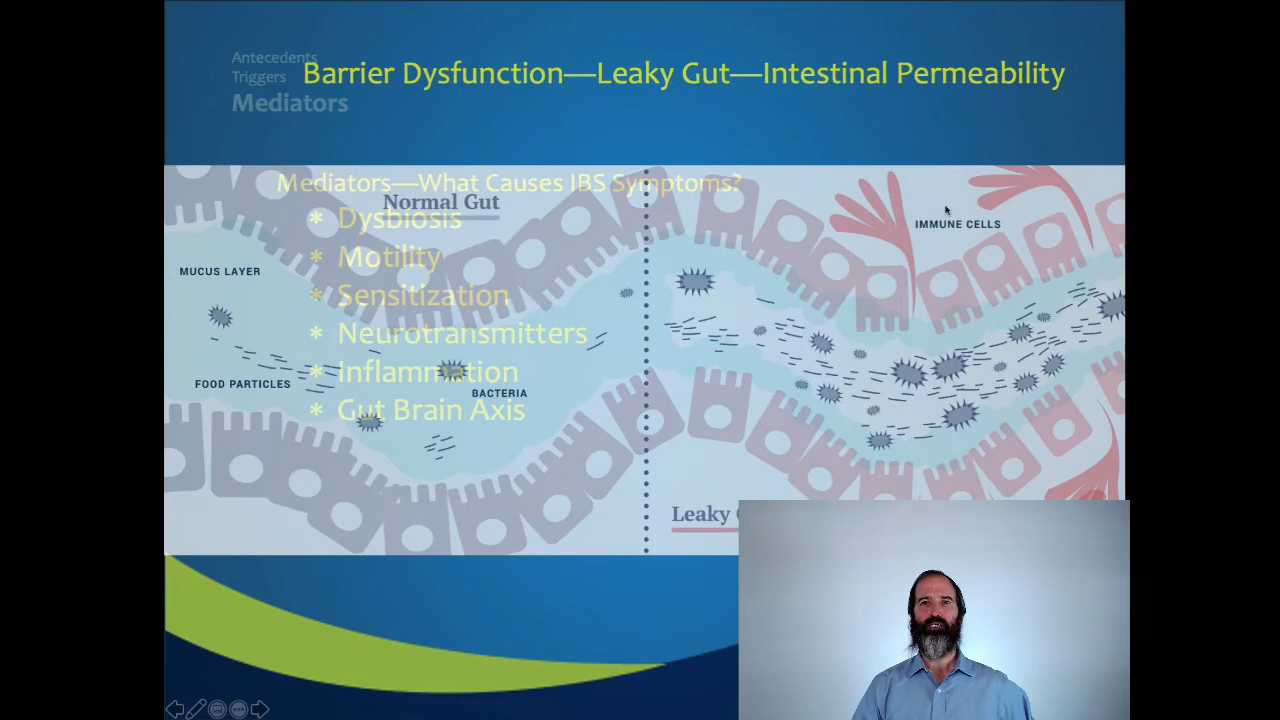 Antecedents
Triggers
Mediators
Barrier Dysfunction—Leaky Gut—Intestinal Permeability
Mediators—What Causes IBS Symptoms?
* Dysbiosis
* Motility
* Sensitization
* Neurotransmitters
* Inflammation
* Gut Brain Axis
Normal Gut
MUCUS LAYER
FOOD PARTICLES
BACTERIA
IMMUNE CELLS
Leaky